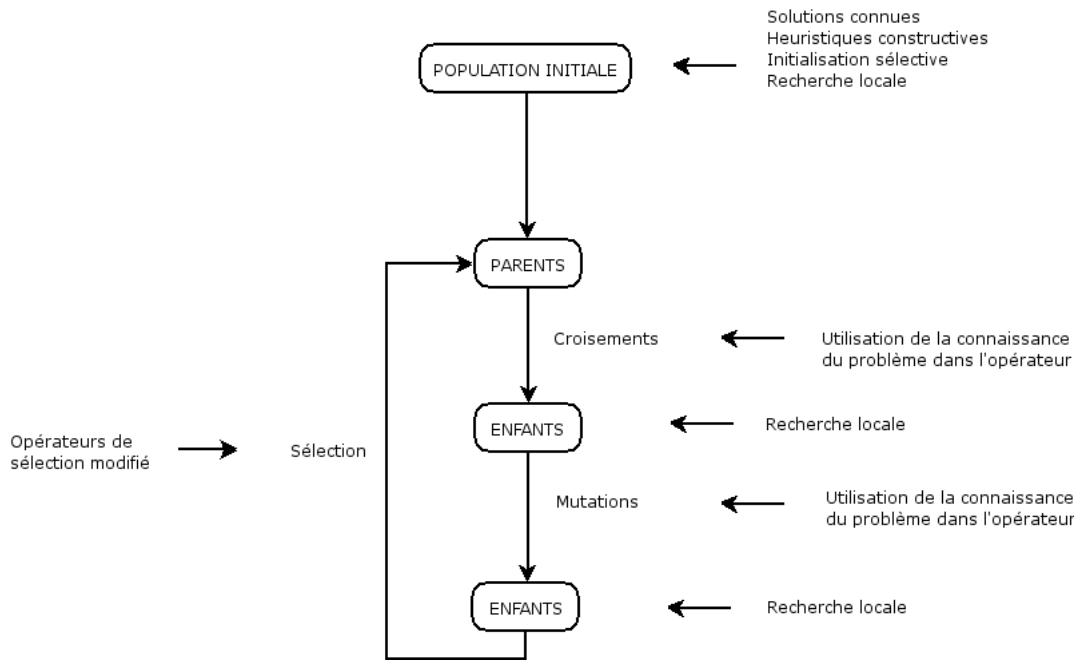 Solutions connues
Heuristiques constructives
Initialisation sélective
Recherche locale
POPULATION INITIALE
PARENTS
Croisements
Utilisation de la connaissance
du problème dans l'opérateur
ENFANTS
Recherche locale
Opérateurs de
sélection modifié
Sélection
Mutations
Utilisation de la connaissance
du problème dans l'opérateur
ENFANTS
Recherche locale